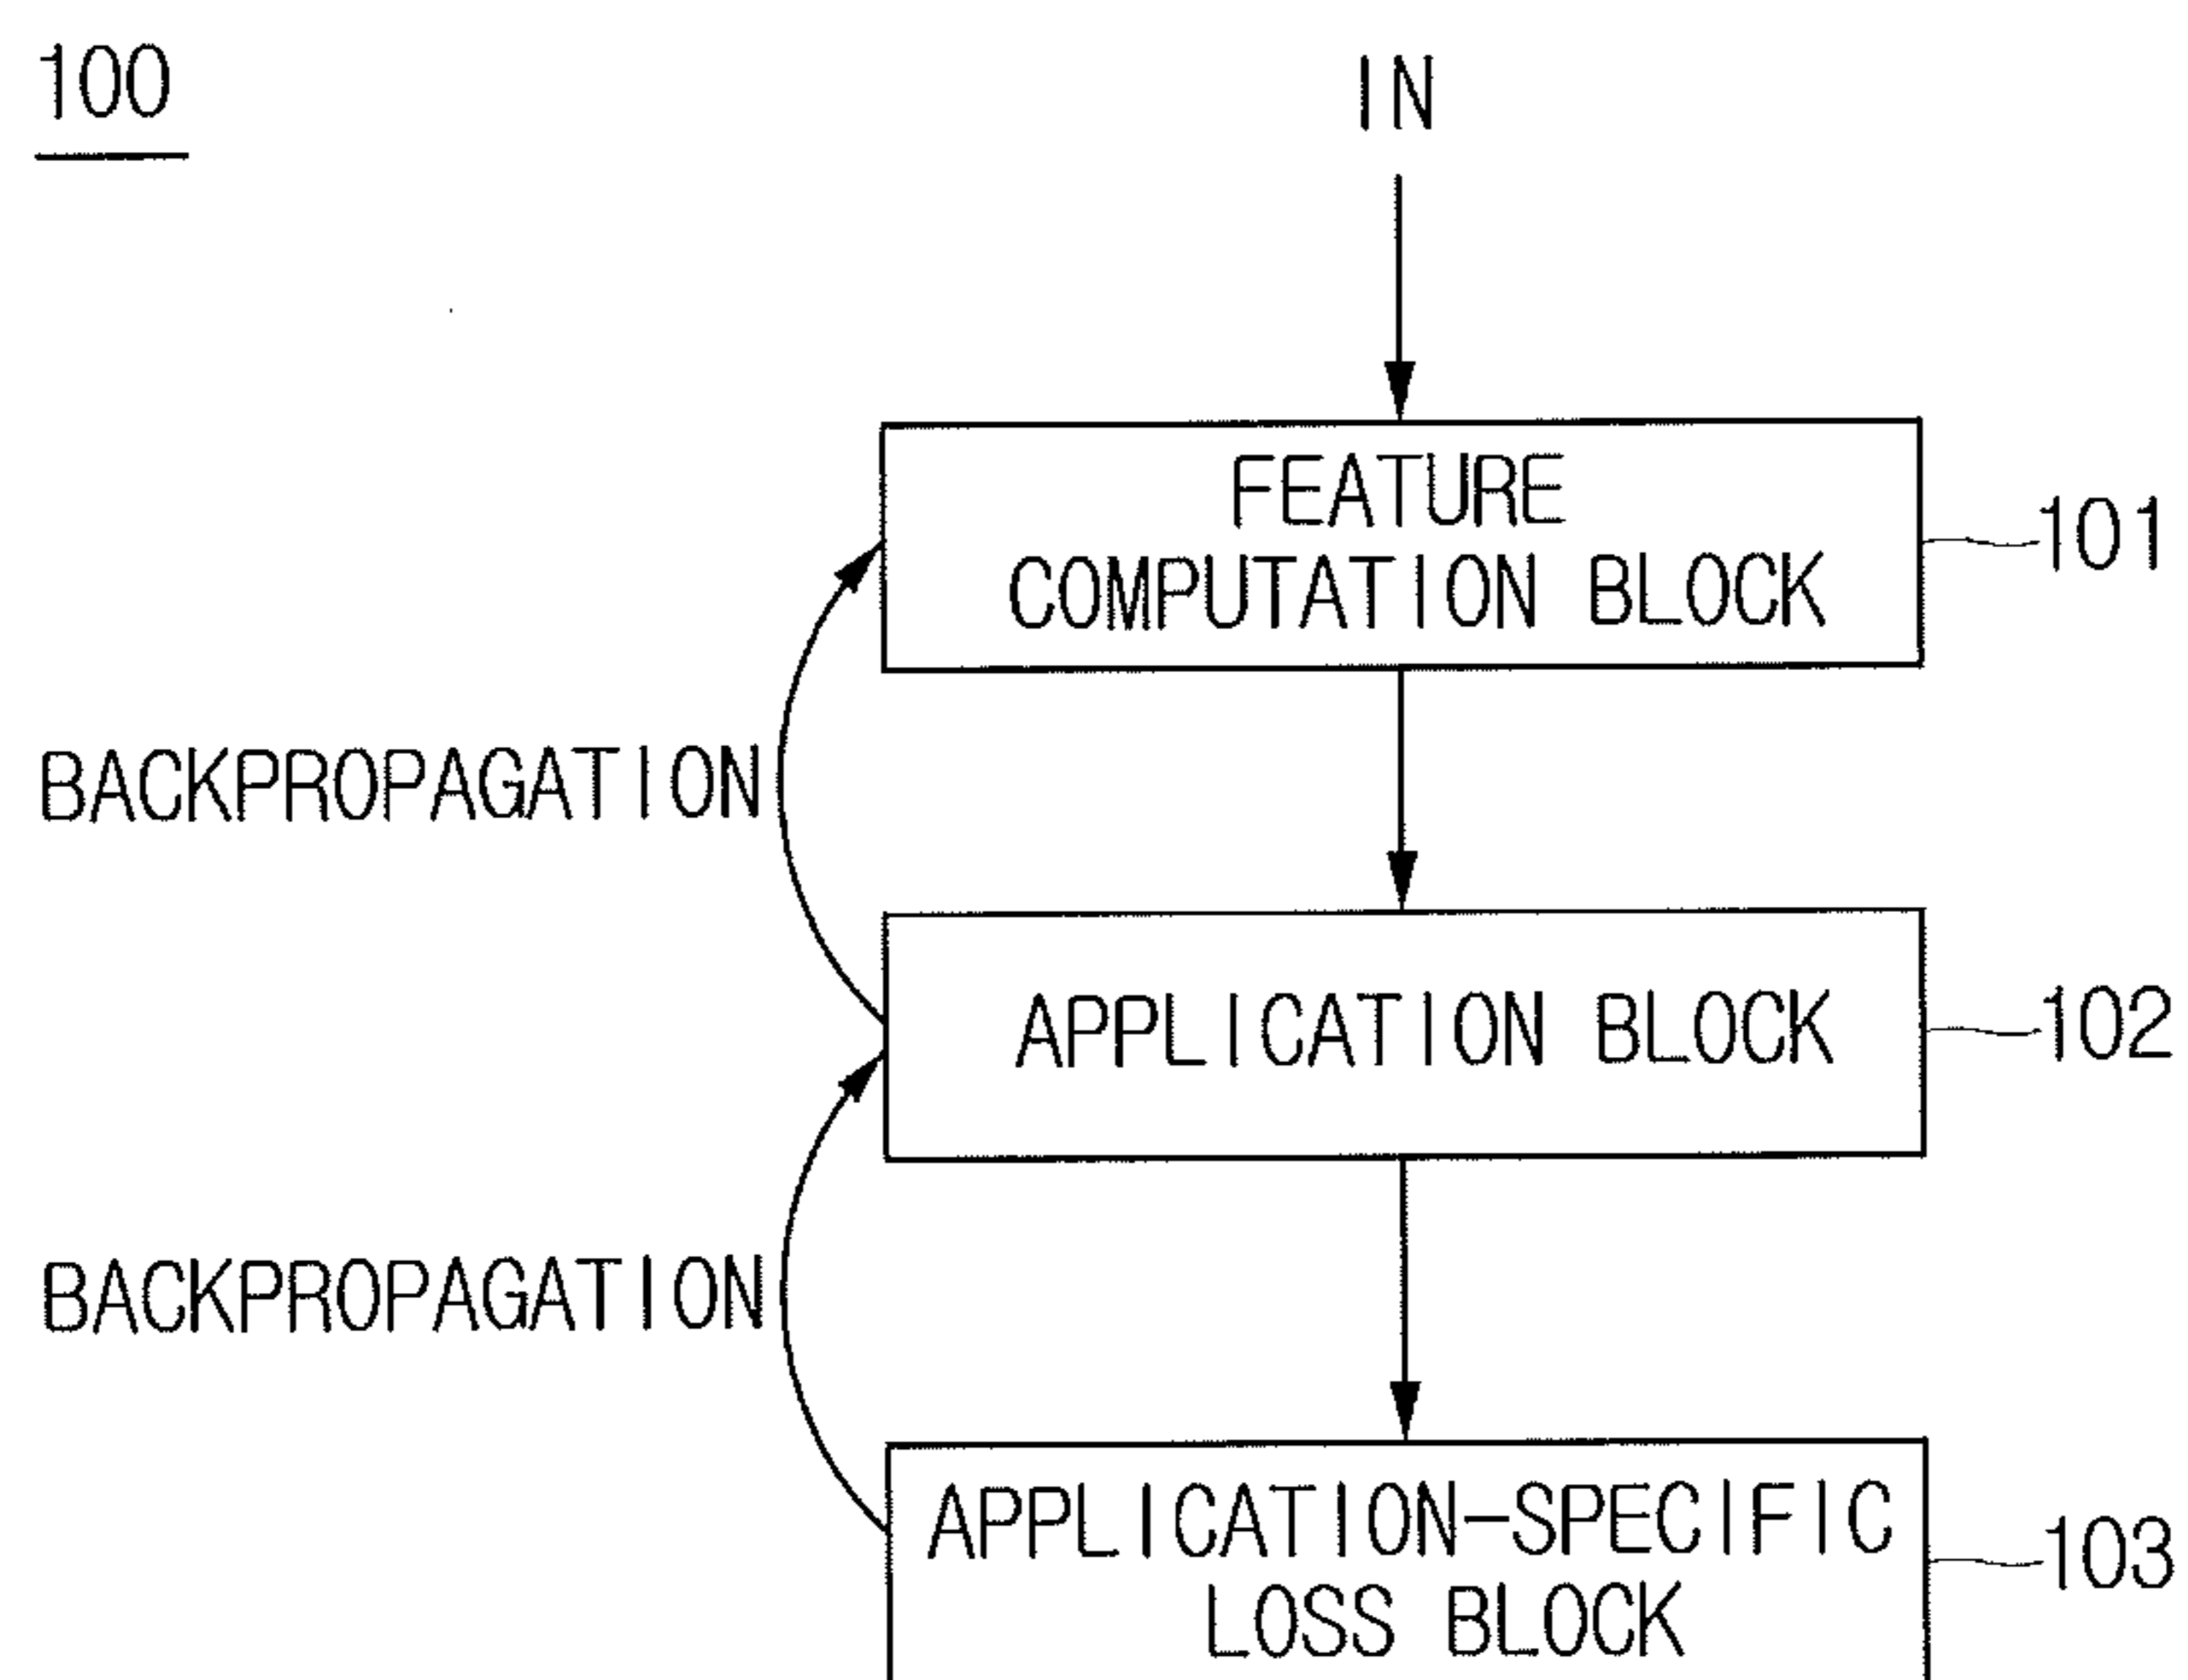 100
IN
FEATURE
COMPUTATION BLOCK
101
BACKPROPAGATION
APPLICATION BLOCK
102
BACKPROPAGATION
APPLICATION-SPECIFIC
LOSS BLOCK
103